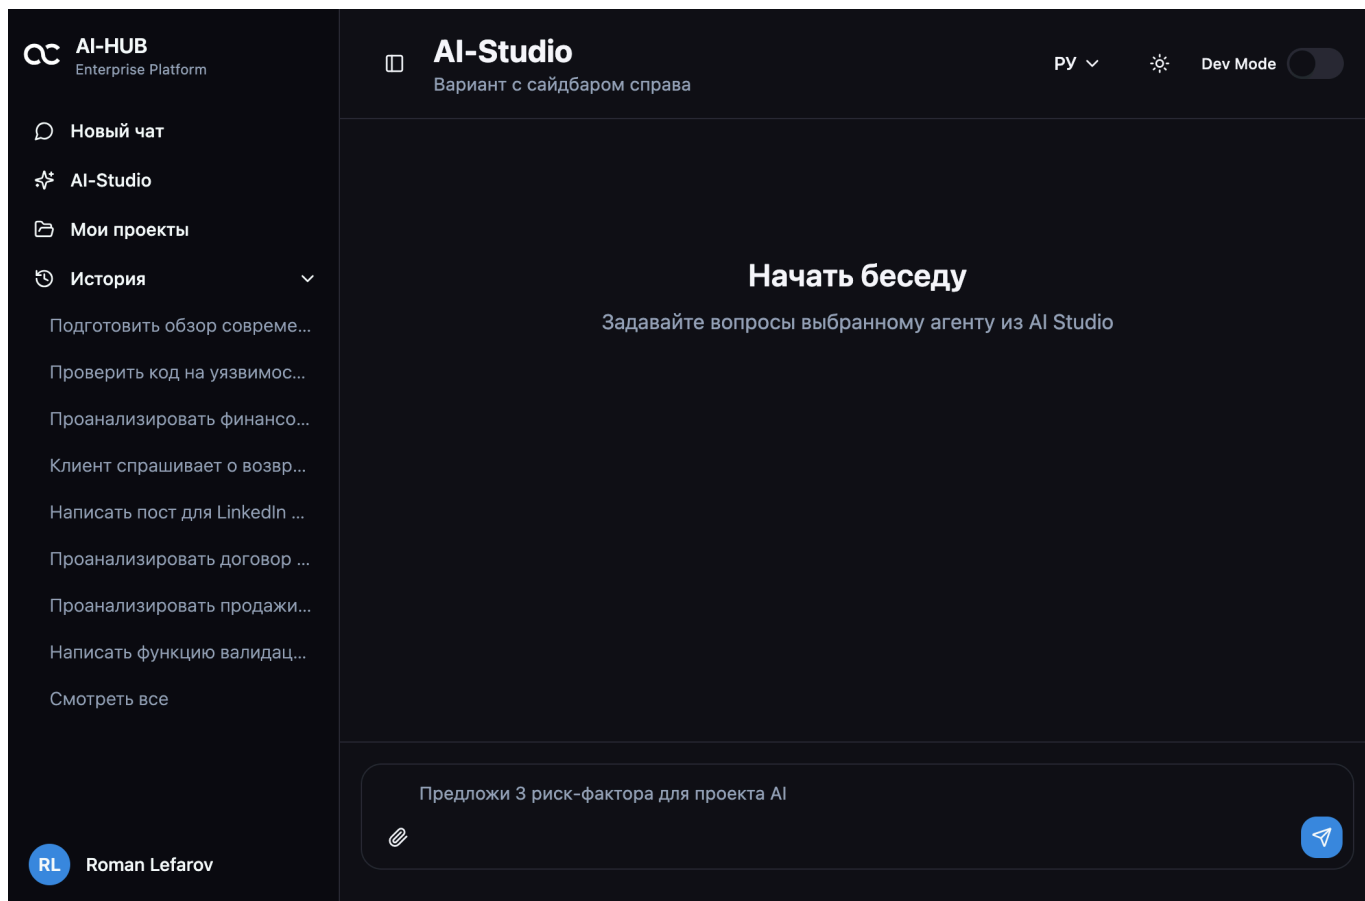 AI-HUB
Enterprise Platform
Новый чат
AI-Studio
Мои проекты
История
Подготовить обзор совреме...
Проверить код на уязвимос...
Проанализировать финансо...
Клиент спрашивает о возвр...
Написать пост для LinkedIn ...
Проанализировать договор ...
Проанализировать продажи...
Написать функцию валидац...
Смотреть все
RL
Roman Lefarov
AI-Studio
Вариант с сайдбаром справа
РУ
Dev Mode
Начать беседу
Задавайте вопросы выбранному агенту из AI Studio
Предложи 3 риск-фактора для проекта AI